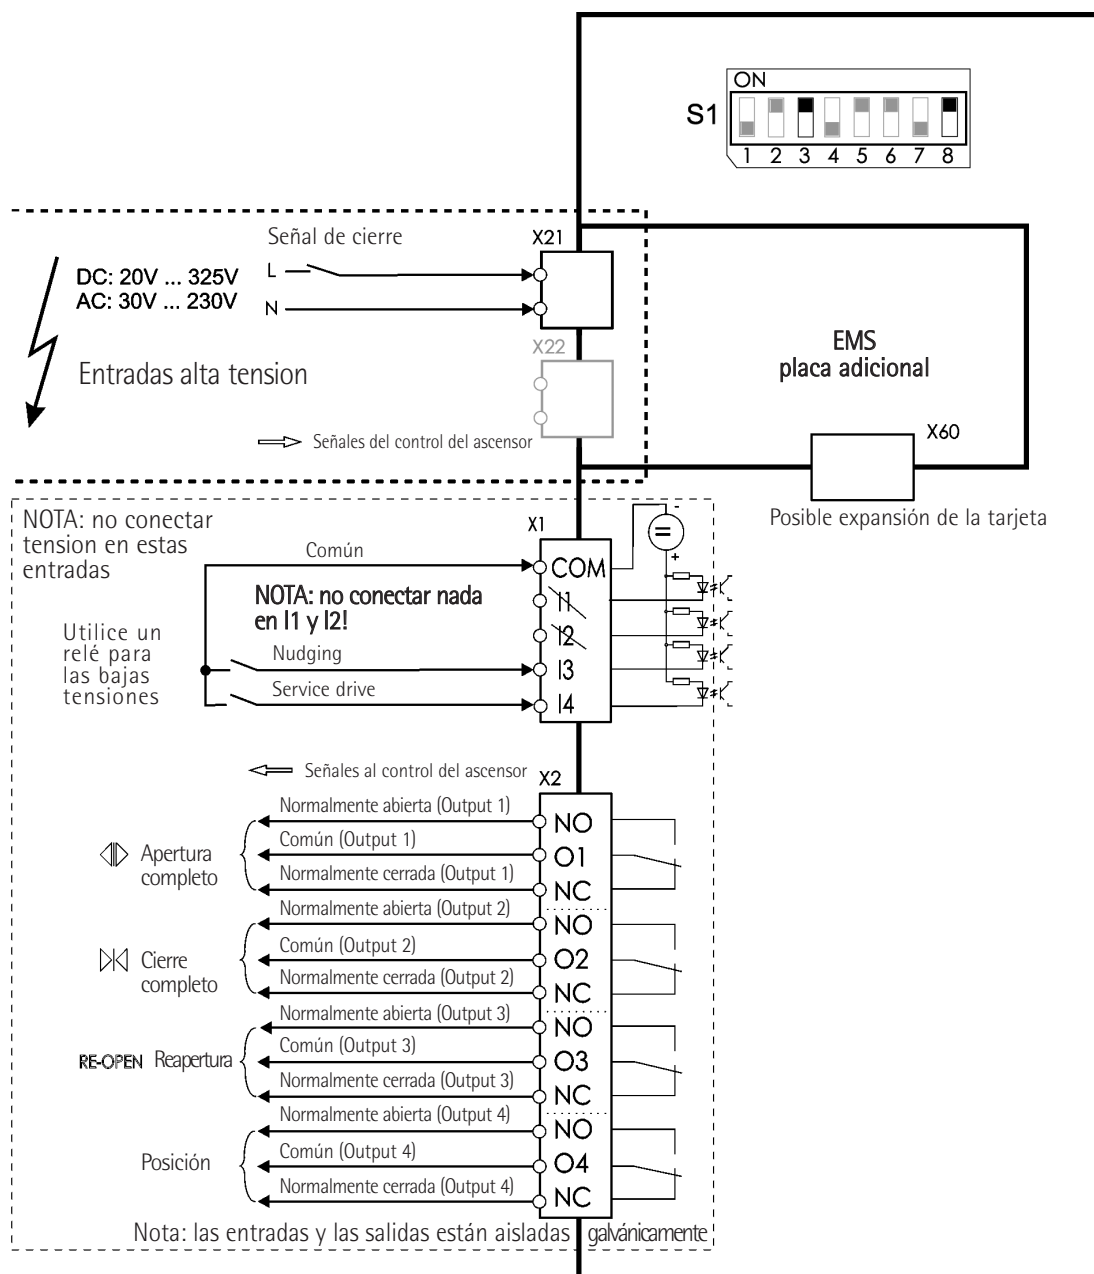 ON
S1
1 2 3 4 5 6 7 8
Señal de cierre
X21
DC: 20V ... 325V
AC: 30V ... 230V
L
N
X22
Entradas alta tension
EMS
placa adicional
Señales del control del ascensor
X60
Posible expansión de la tarjeta
NOTA: no conectar
tension en estas
entradas
X1
-
=
+
Común
COM
NOTA: no conectar nada
en I1 y I2!
I1
I2
Utilice un
relé para
las bajas
tensiones
Nudging
I3
Service drive
I4
Señales al control del ascensor
X2
Normalmente abierta (Output 1)
NO
Apertura
completo
Común (Output 1)
O1
Normalmente cerrada (Output 1)
NC
Normalmente abierta (Output 2)
NO
Cierre
completo
Común (Output 2)
O2
Normalmente cerrada (Output 2)
NC
Normalmente abierta (Output 3)
NO
RE-OPEN Reapertura
Común (Output 3)
O3
Normalmente cerrada (Output 3)
NC
Normalmente abierta (Output 4)
NO
Posición
Común (Output 4)
O4
Normalmente cerrada (Output 4)
NC
Nota: las entradas y las salidas están aisladas galvánicamente